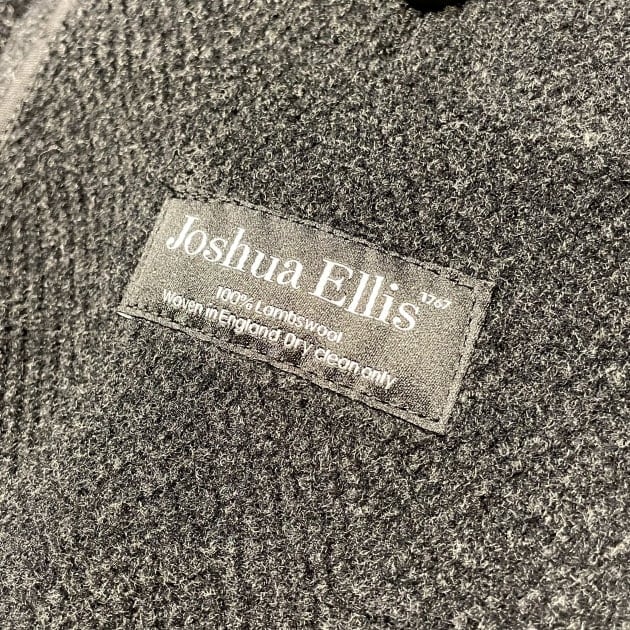 Joshua Ellis 1767
100% Lambswool
Woven in England Dry clean only